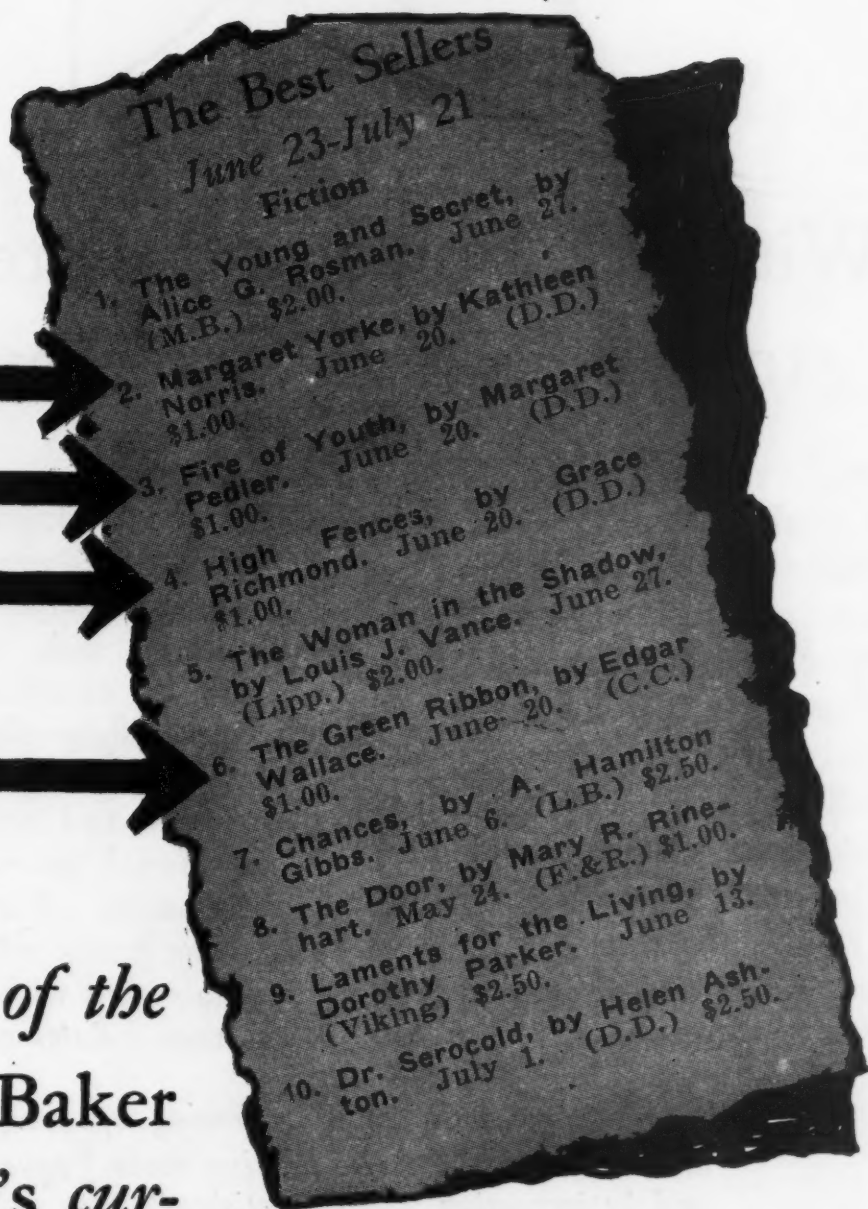 The Best Sellers
June 23-July 21
Fiction
1. The Young and Secret, by
Alice G. Rosman. June 27.
(M.B.) $2.00.
2. Margaret Yorke, by Kathleen
Norris. June 20. (D.D.)
$1.00.
3. Fire of Youth, by Margaret
Pedler. June 20. (D.D.)
$1.00.
4. High Fences, by Grace
Richmond. June 20. (D.D.)
$1.00.
5. The Woman in the Shadow,
by Louis J. Vance. June 27.
(Lipp.) $2.00.
6. The Green Ribbon, by Edgar
Wallace. June 20. (C.C.)
$1.00.
7. Chances, by A. Hamilton
Gibbs. June 6. (L.B.) $2.50.
8. The Door, by Mary R. Rine-
hart. May 24. (F.&R.) $1.00.
9. Laments for the Living, by
Dorothy Parker. June 13.
(Viking) $2.50.
10. Dr. Serocold, by Helen Ash-
ton. July 1. (D.D.) $2.50.
of the
Baker
's cur-